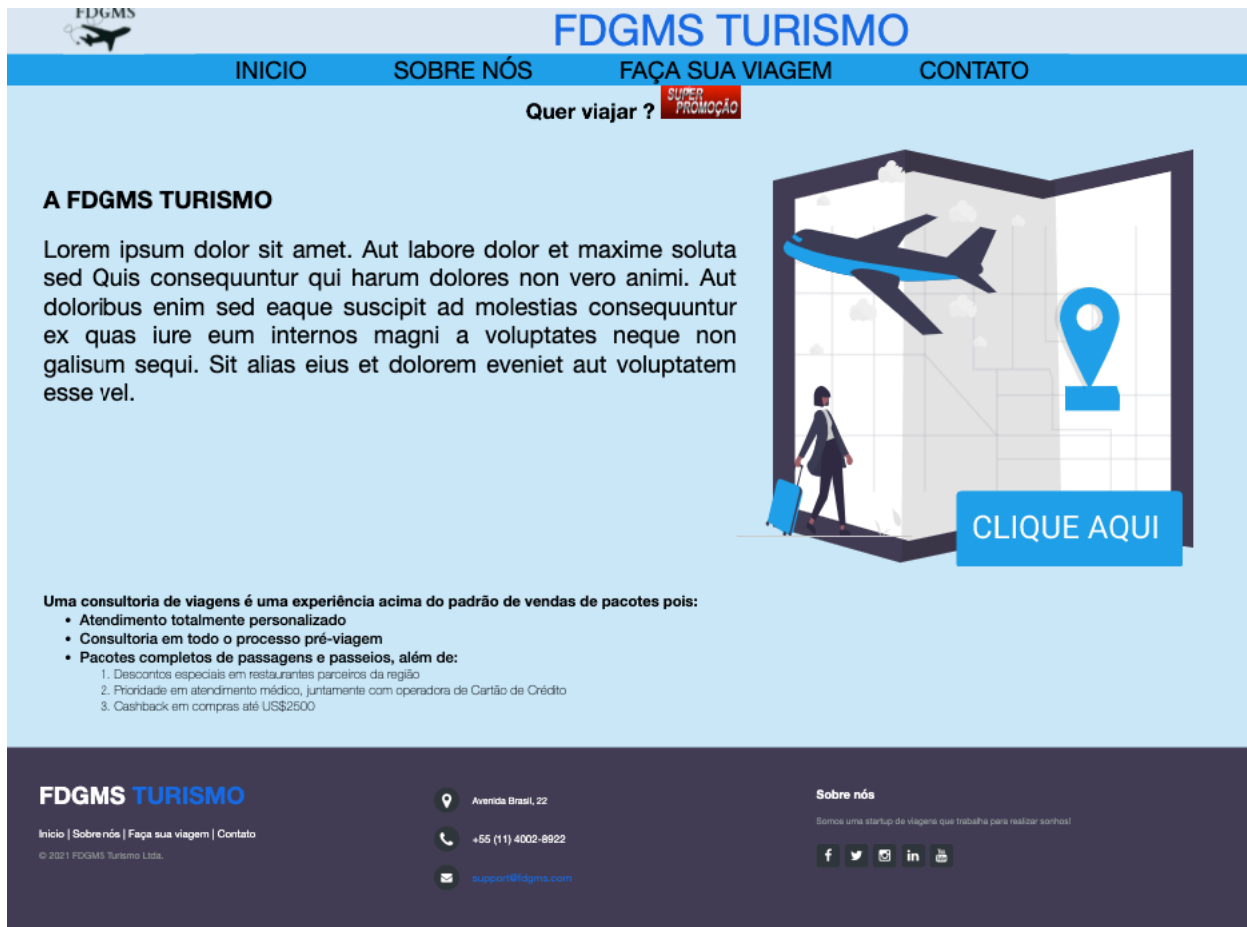 FDGMS
FDGMS TURISMO
INICIO SOBRE NÓS FAÇA SUA VIAGEM CONTATO
Quer viajar ? SUPER PROMOÇÃO
A FDGMS TURISMO
Lorem ipsum dolor sit amet. Aut labore dolor et maxime soluta
sed Quis consequuntur qui harum dolores non vero animi. Aut
doloribus enim sed eaque suscipit ad molestias consequuntur
ex quas iure eum internos magni a voluptates neque non
galisum sequi. Sit alias eius et dolorem eveniet aut voluptatem
esse vel.
CLIQUE AQUI
Uma consultoria de viagens é uma experiência acima do padrão de vendas de pacotes pois:
• Atendimento totalmente personalizado
• Consultoria em todo o processo pré-viagem
• Pacotes completos de passagens e passeios, além de:
1. Descontos especiais em restaurantes parceiros da região
2. Prioridade em atendimento médico, juntamente com operadora de Cartão de Crédito
3. Cashback em compras até US$2500
FDGMS TURISMO
Inicio | Sobre nós | Faça sua viagem | Contato
© 2021 FDGMS Turismo Ltda.
Avenida Brasil, 22
+55 (11) 4002-8922
support@fdgms.com
Sobre nós
Somos uma startup de viagens que trabalha para realizar sonhos!